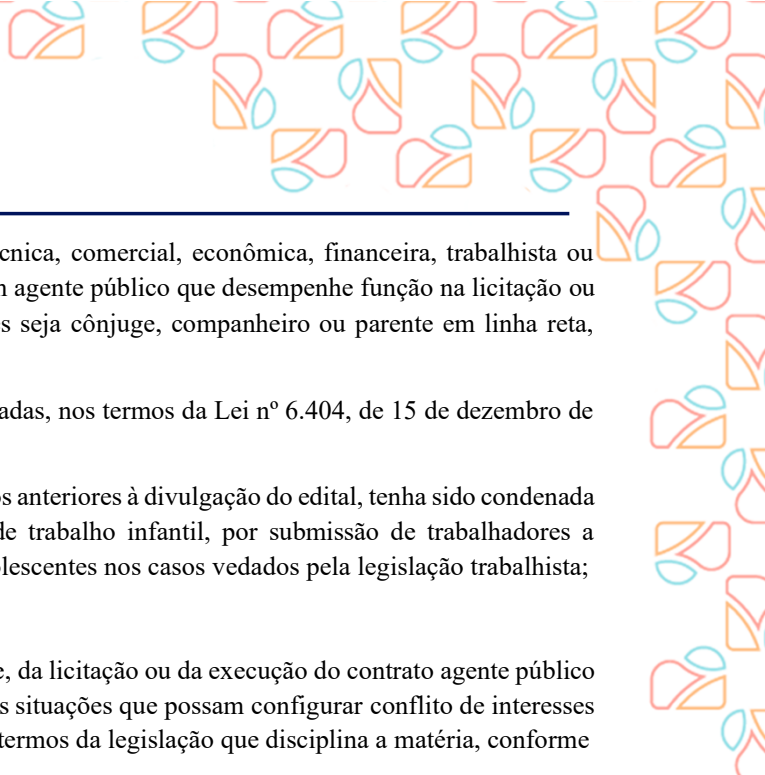 cnica, comercial, econômica, financeira, trabalhista ou
agente público que desempenhe função na licitação ou
s seja cônjuge, companheiro ou parente em linha reta,
adas, nos termos da Lei nº 6.404, de 15 de dezembro de
os anteriores à divulgação do edital, tenha sido condenada
de trabalho infantil, por submissão de trabalhadores a
lescentes nos casos vedados pela legislação trabalhista;
e, da licitação ou da execução do contrato agente público
s situações que possam configurar conflito de interesses
termos da legislação que disciplina a matéria, conforme